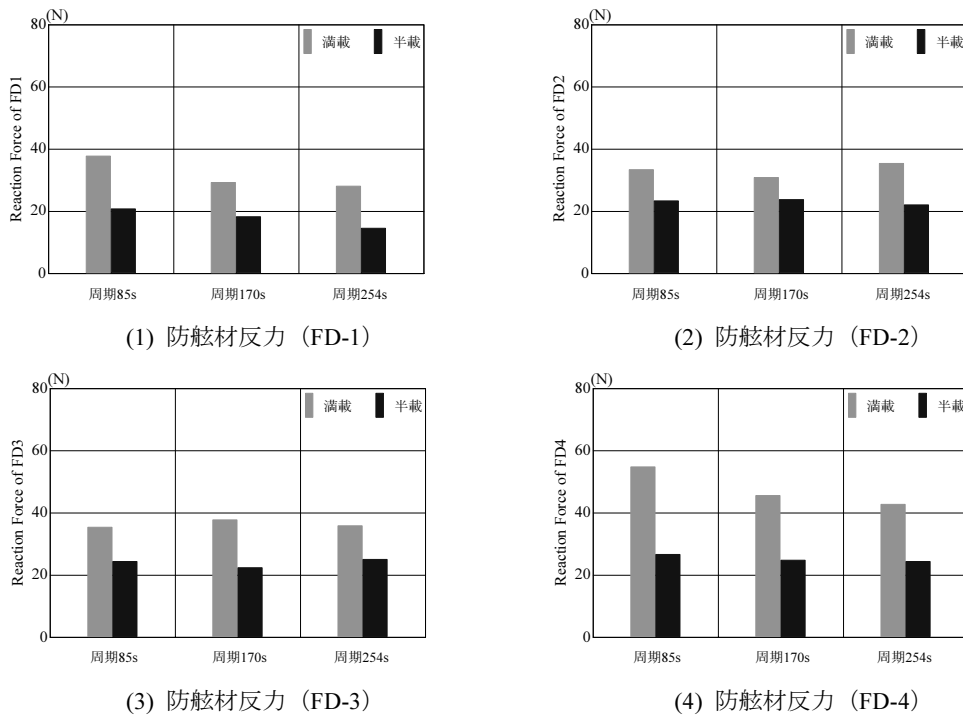 (N)
80
60
40
20
0
Reaction Force of FD1
満載 半載
周期85s 周期170s 周期254s
(1) 防舷材反力（FD-1）
(N)
80
60
40
20
0
Reaction Force of FD2
満載 半載
周期85s 周期170s 周期254s
(2) 防舷材反力（FD-2）
(N)
80
60
40
20
0
Reaction Force of FD3
満載 半載
周期85s 周期170s 周期254s
(3) 防舷材反力（FD-3）
(N)
80
60
40
20
0
Reaction Force of FD4
満載 半載
周期85s 周期170s 周期254s
(4) 防舷材反力（FD-4）